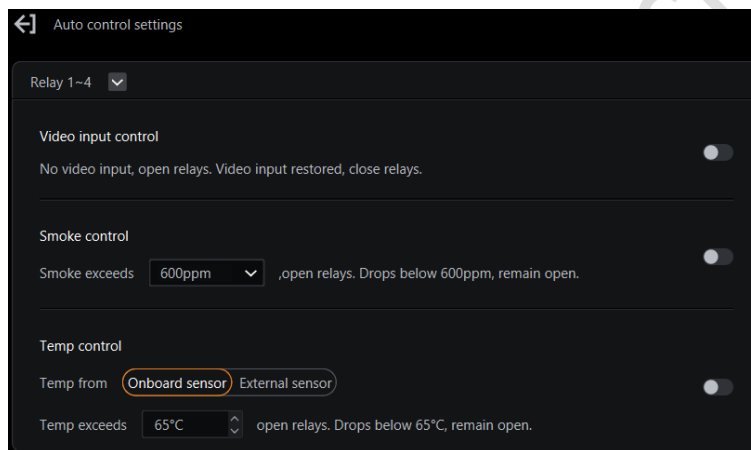 Auto control settings
Relay 1~4
Video input control
No video input, open relays. Video input restored, close relays.
Smoke control
Smoke exceeds 600ppm ,open relays. Drops below 600ppm, remain open.
Temp control
Temp from Onboard sensor External sensor
Temp exceeds 65°C open relays. Drops below 65°C, remain open.